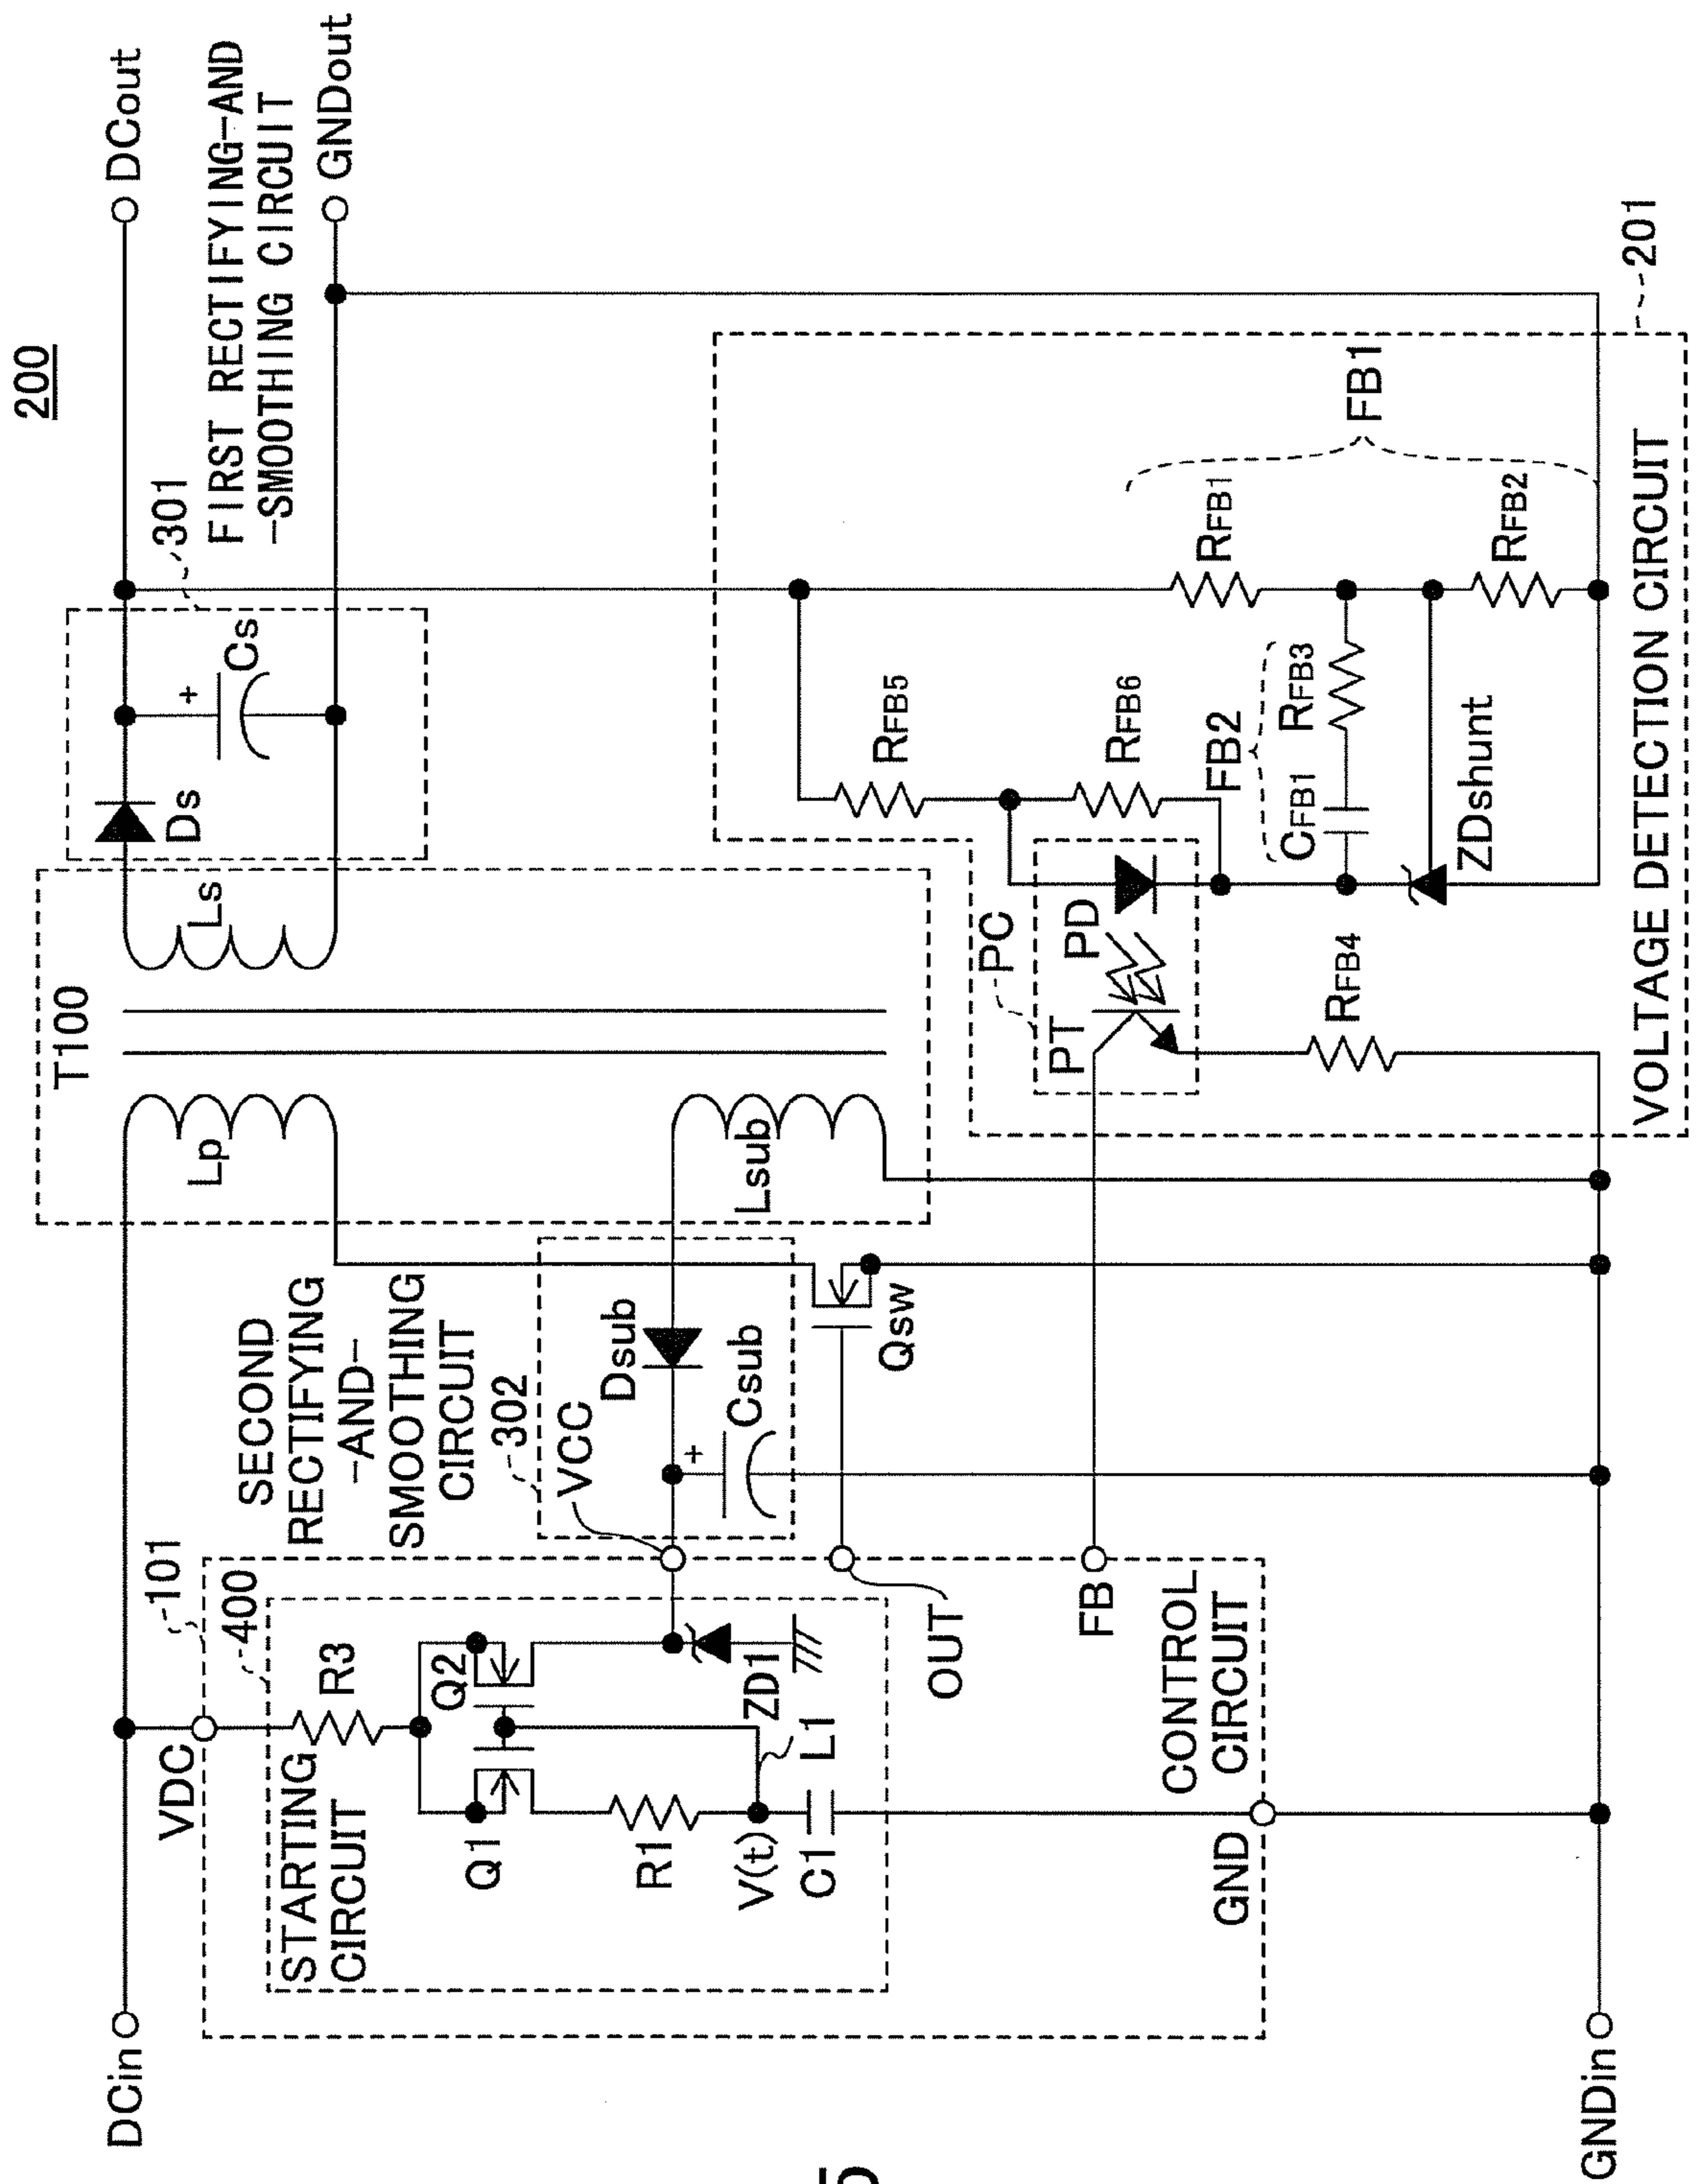 200
DCin
DCout
GNDout
FIRST RECTIFYING-AND
-SMOOTHING CIRCUIT
301
Ds
Cs
+
T100
Lp
Ls
Lsub
SECOND
RECTIFYING
-AND-
SMOOTHING
CIRCUIT
302
VCC
Dsub
Csub
+
Qsw
101
400
VDC
STARTING
CIRCUIT
R3
Q1
Q2
R1
V(t)
C1
L1
ZD1
OUT
FB
CONTROL
CIRCUIT
GND
GNDin
PC
PT
PD
RFB5
RFB6
FB2
CFB1
RFB3
RFB1
FB1
RFB2
ZDshunt
RFB4
VOLTAGE DETECTION CIRCUIT
201